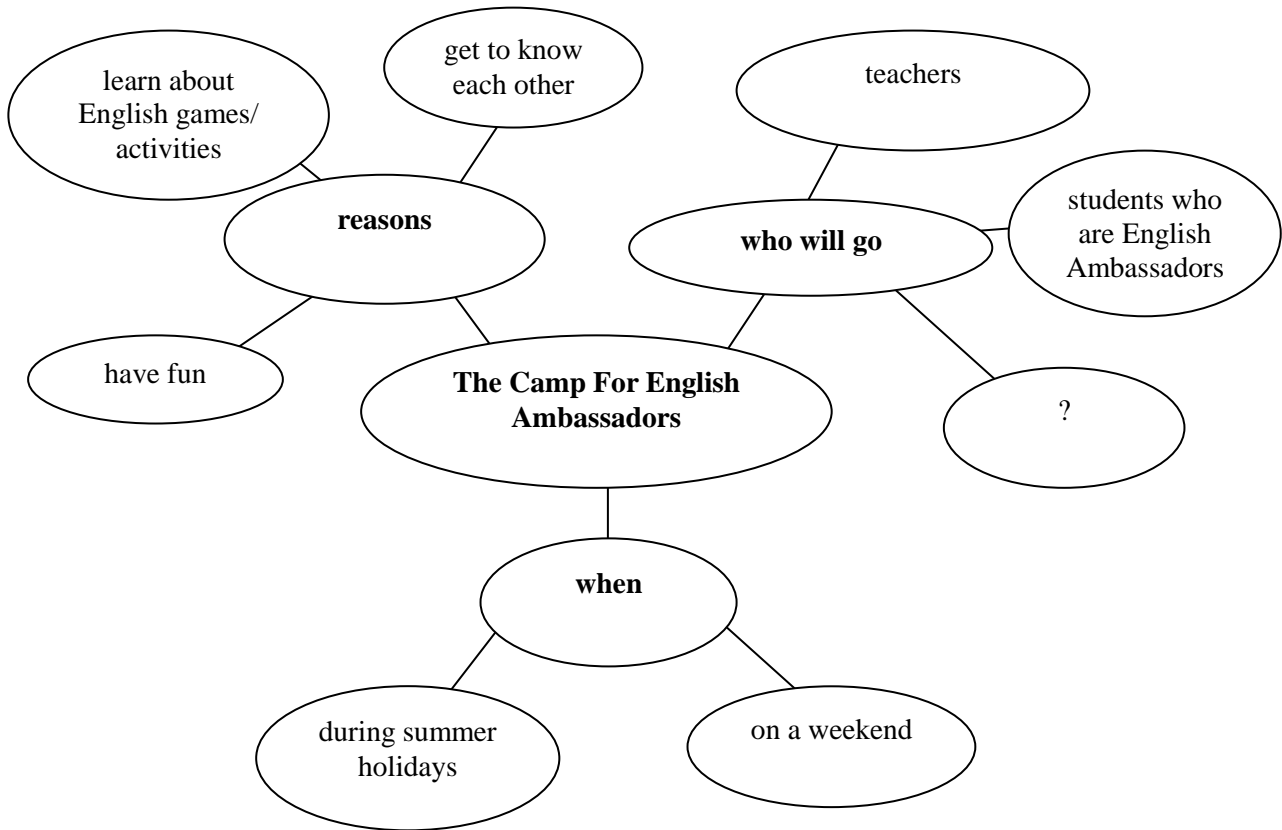 learn about
English games/
activities
get to know
each other
teachers
reasons
who will go
students who
are English
Ambassadors
have fun
The Camp For English
Ambassadors
?
when
during summer
holidays
on a weekend